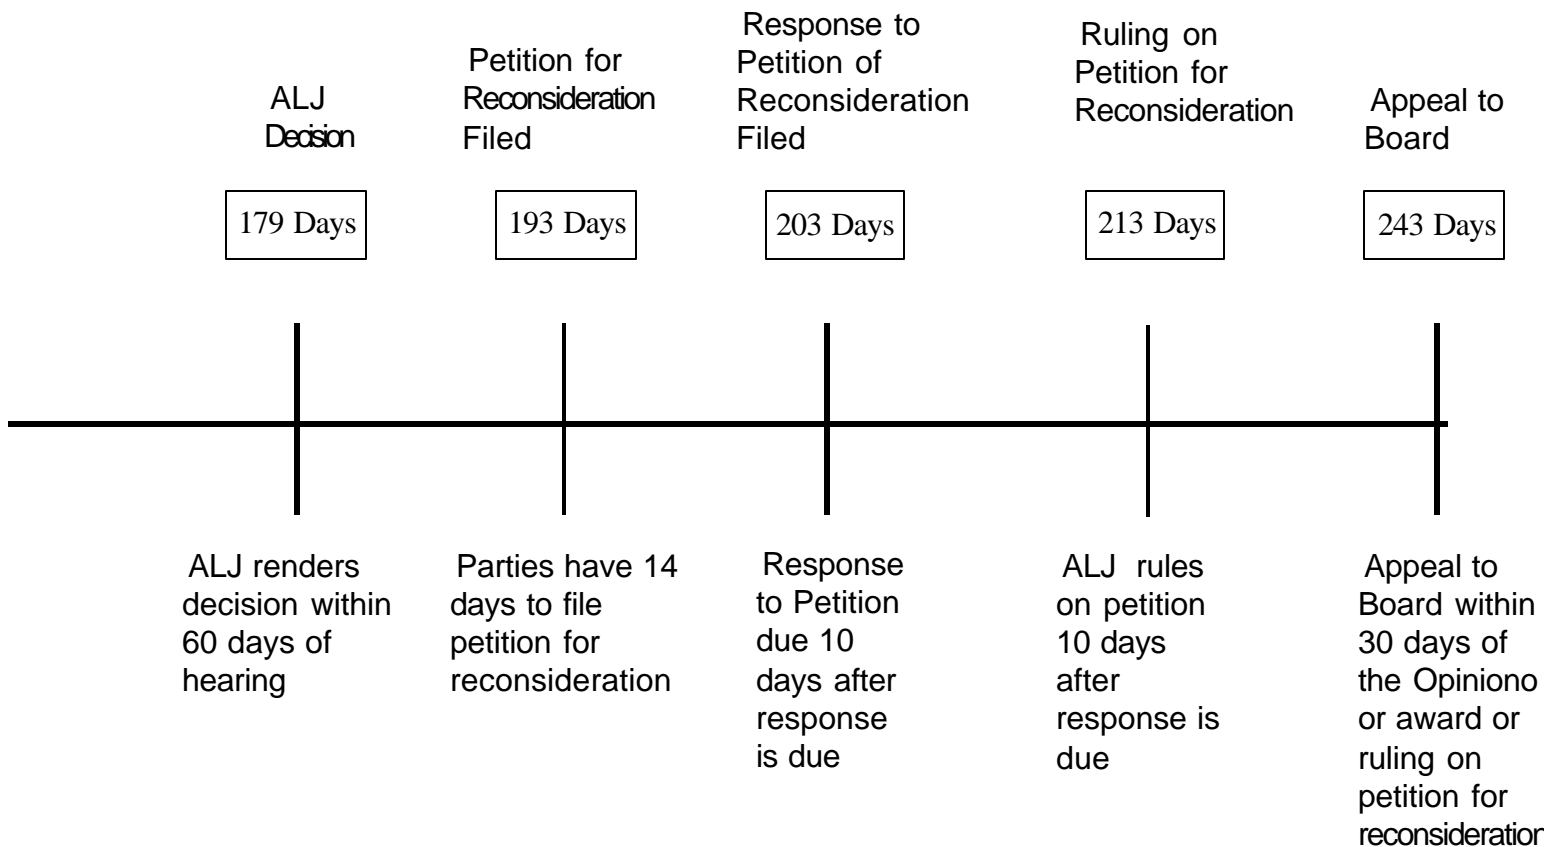 ALJ
Decision
Petition for
Reconsideration
Filed
Response to
Petition of
Reconsideration
Filed
Ruling on
Petition for
Reconsideration
Appeal to
Board
179 Days
193 Days
203 Days
213 Days
243 Days
ALJ renders
decision within
60 days of
hearing
Parties have 14
days to file
petition for
reconsideration
Response
to Petition
due 10
days after
response
is due
ALJ rules
on petition
10 days
after
response is
due
Appeal to
Board within
30 days of
the Opiniono
or award or
ruling on
petition for
reconsideration